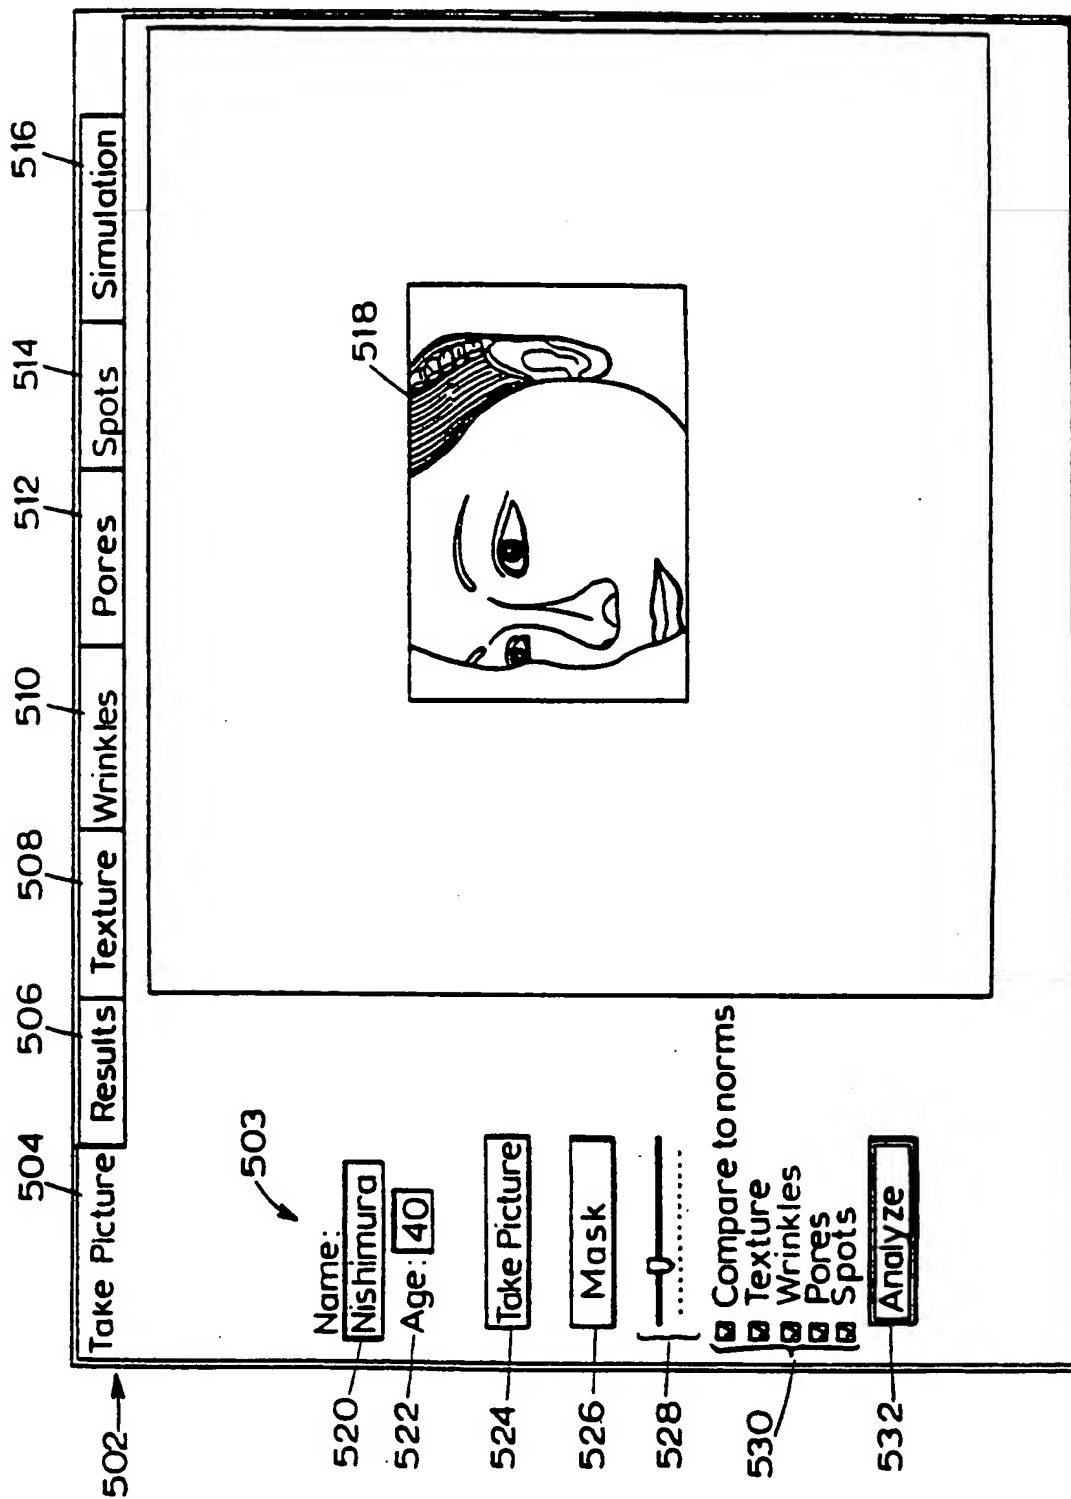 504 506 508 510 512 514 516
502
Take Picture Results Texture Wrinkles Pores Spots Simulation
503
518
Name:
520 Nishimura
522 Age: 40
524 Take Picture
526 Mask
528
530
Compare to norms
Texture
Wrinkles
Pores
Spots
532 Analyze